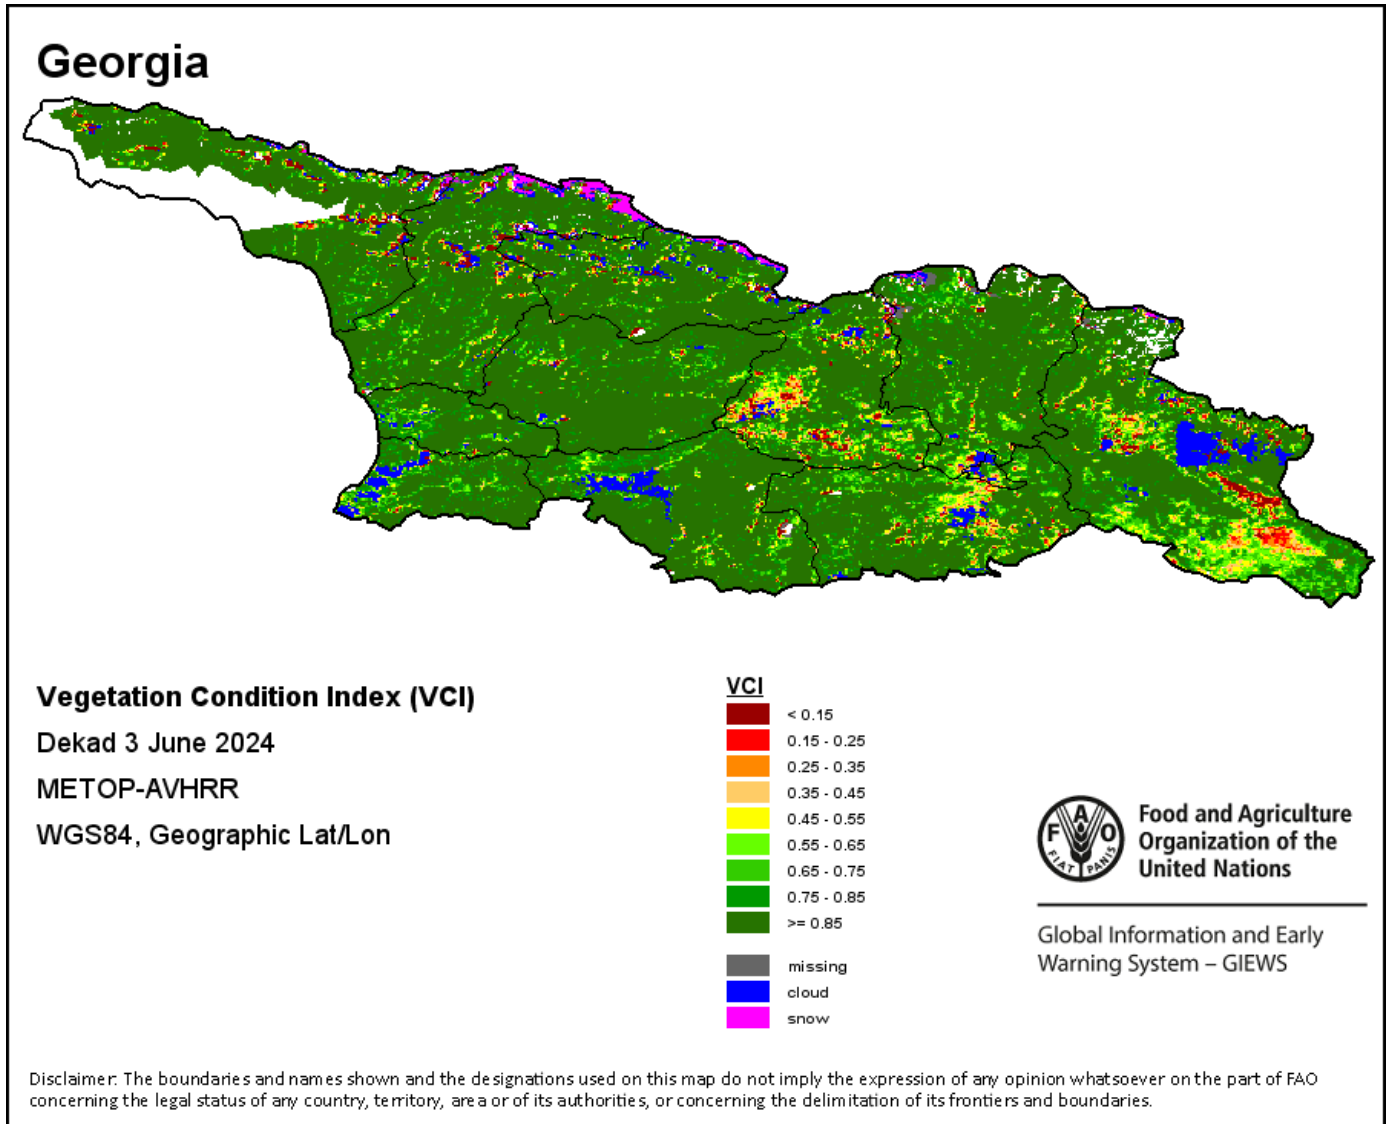 Georgia
Vegetation Condition Index (VCI)
Dekad 3 June 2024
METOP-AVHRR
WGS84, Geographic Lat/Lon
VCI
< 0.15
0.15 - 0.25
0.25 - 0.35
0.35 - 0.45
0.45 - 0.55
0.55 - 0.65
0.65 - 0.75
0.75 - 0.85
>= 0.85
missing
cloud
snow
F A O
FIAT PANIS
Food and Agriculture
Organization of the
United Nations
Global Information and Early
Warning System – GIEWS
Disclaimer: The boundaries and names shown and the designations used on this map do not imply the expression of any opinion whatsoever on the part of FAO
concerning the legal status of any country, territory, area or of its authorities, or concerning the delimitation of its frontiers and boundaries.